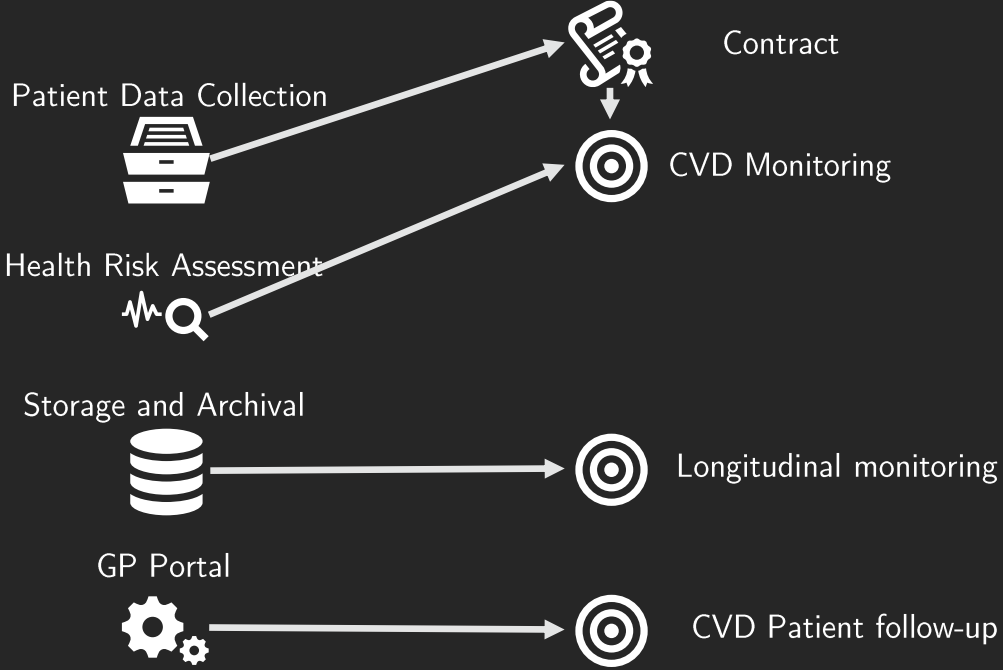 Contract
Patient Data Collection
CVD Monitoring
Health Risk Assessment
Storage and Archival
Longitudinal monitoring
GP Portal
CVD Patient follow-up